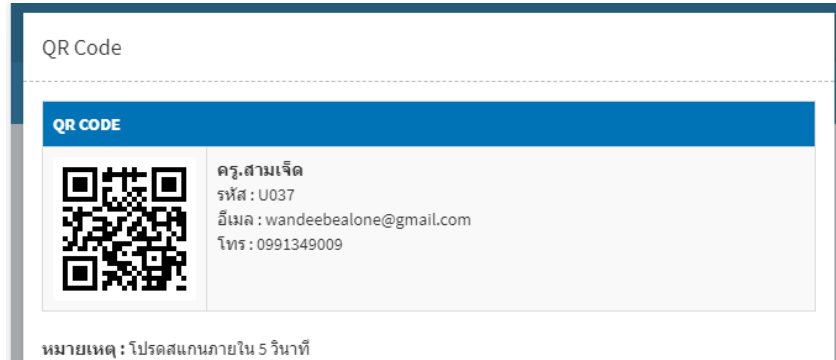 QR Code
QR CODE
ครู.สามเจ็ด
รหัส : U037
อีเมล : wandeebealone@gmail.com
โทร : 0991349009
หมายเหตุ : โปรดสแกนภายใน 5 วินาที